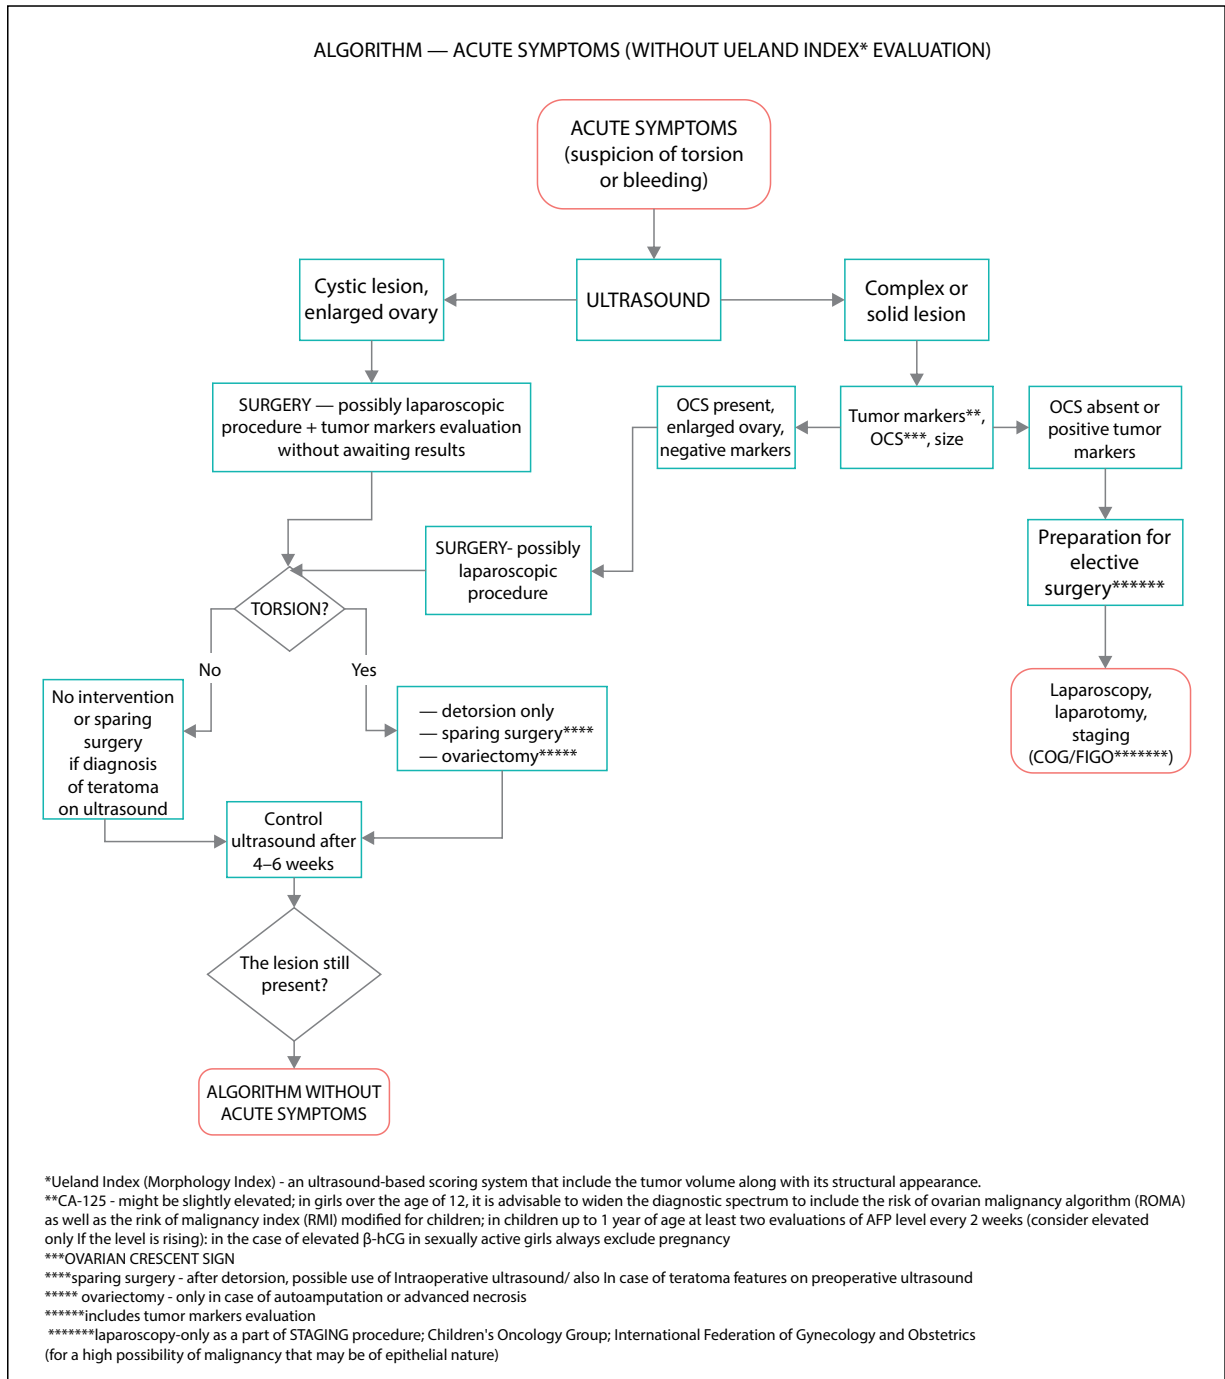 ALGORITHM — ACUTE SYMPTOMS (WITHOUT UELAND INDEX* EVALUATION)
ACUTE SYMPTOMS
(suspicion of torsion
or bleeding)
Cystic lesion,
enlarged ovary
ULTRASOUND
Complex or
solid lesion
SURGERY — possibly laparoscopic
procedure + tumor markers evaluation
without awaiting results
OCS present,
enlarged ovary,
negative markers
Tumor markers**,
OCS***, size
OCS absent or
positive tumor
markers
SURGERY- possibly
laparoscopic
procedure
Preparation for
elective
surgery******
TORSION?
No
Yes
No intervention
or sparing
surgery
if diagnosis
of teratoma
on ultrasound
— detorsion only
— sparing surgery****
— ovariectomy*****
Laparoscopy,
laparotomy,
staging
(COG/FIGO*******)
Control
ultrasound after
4–6 weeks
The lesion still
present?
ALGORITHM WITHOUT
ACUTE SYMPTOMS
*Ueland Index (Morphology Index) - an ultrasound-based scoring system that include the tumor volume along with its structural appearance.
**CA-125 - might be slightly elevated; in girls over the age of 12, it is advisable to widen the diagnostic spectrum to include the risk of ovarian malignancy algorithm (ROMA)
as well as the rink of malignancy index (RMI) modified for children; in children up to 1 year of age at least two evaluations of AFP level every 2 weeks (consider elevated
only If the level is rising): in the case of elevated β-hCG in sexually active girls always exclude pregnancy
***OVARIAN CRESCENT SIGN
****sparing surgery - after detorsion, possible use of Intraoperative ultrasound/ also In case of teratoma features on preoperative ultrasound
***** ovariectomy - only in case of autoamputation or advanced necrosis
******includes tumor markers evaluation
*******laparoscopy-only as a part of STAGING procedure; Children's Oncology Group; International Federation of Gynecology and Obstetrics
(for a high possibility of malignancy that may be of epithelial nature)